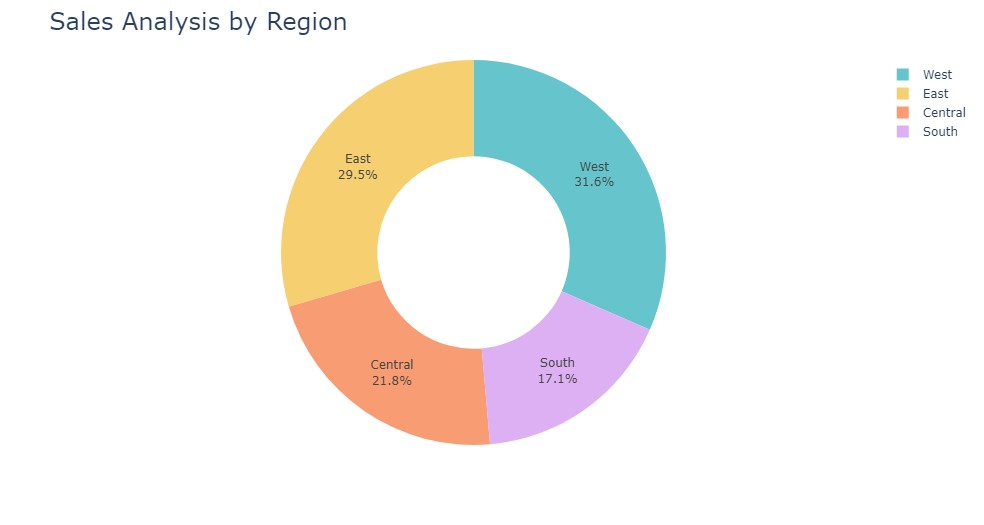 Sales Analysis by Region
West
East
Central
South
East
29.5%
West
31.6%
Central
21.8%
South
17.1%